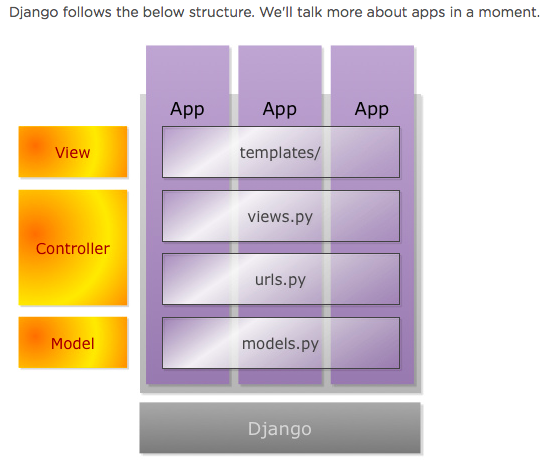 Django follows the below structure. We'll talk more about apps in a moment.
App App App
View templates/
views.py
Controller
urls.py
Model models.py
Django